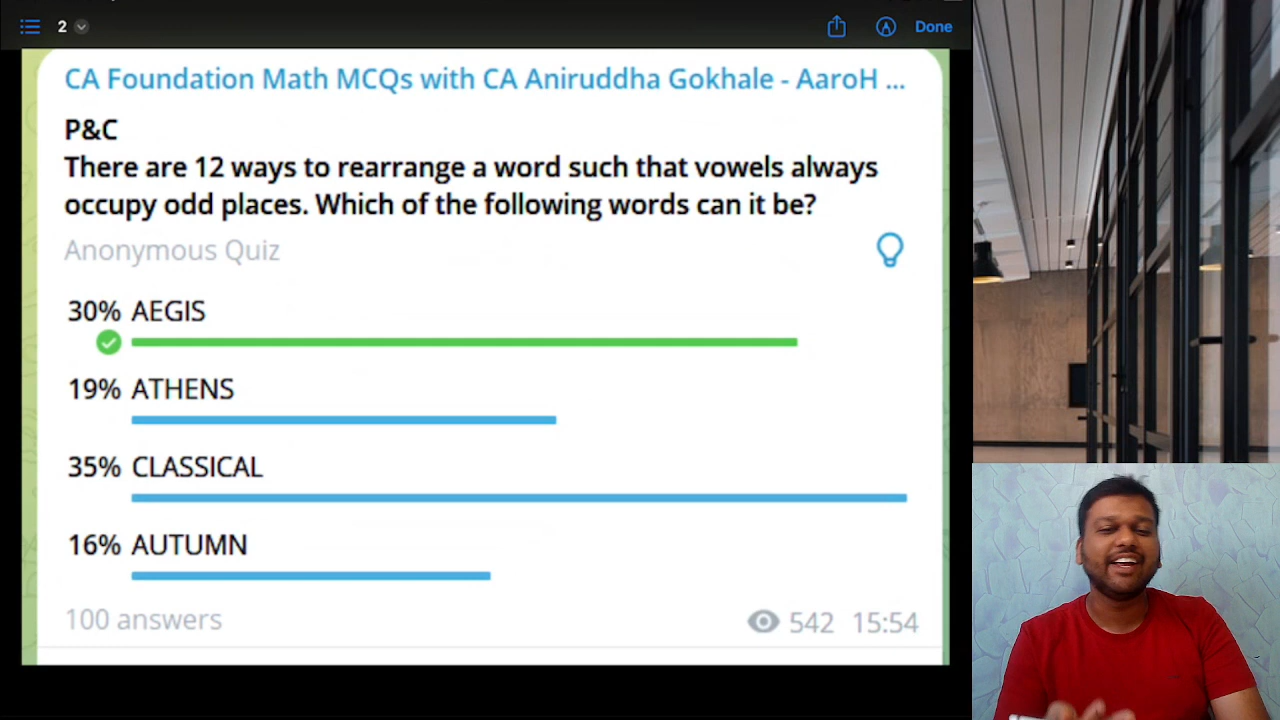 2
Done
CA Foundation Math MCQs with CA Aniruddha Gokhale - AaroH ...
P&C
There are 12 ways to rearrange a word such that vowels always
occupy odd places. Which of the following words can it be?
Anonymous Quiz
30% AEGIS
19% ATHENS
35% CLASSICAL
16% AUTUMN
100 answers
542 15:54